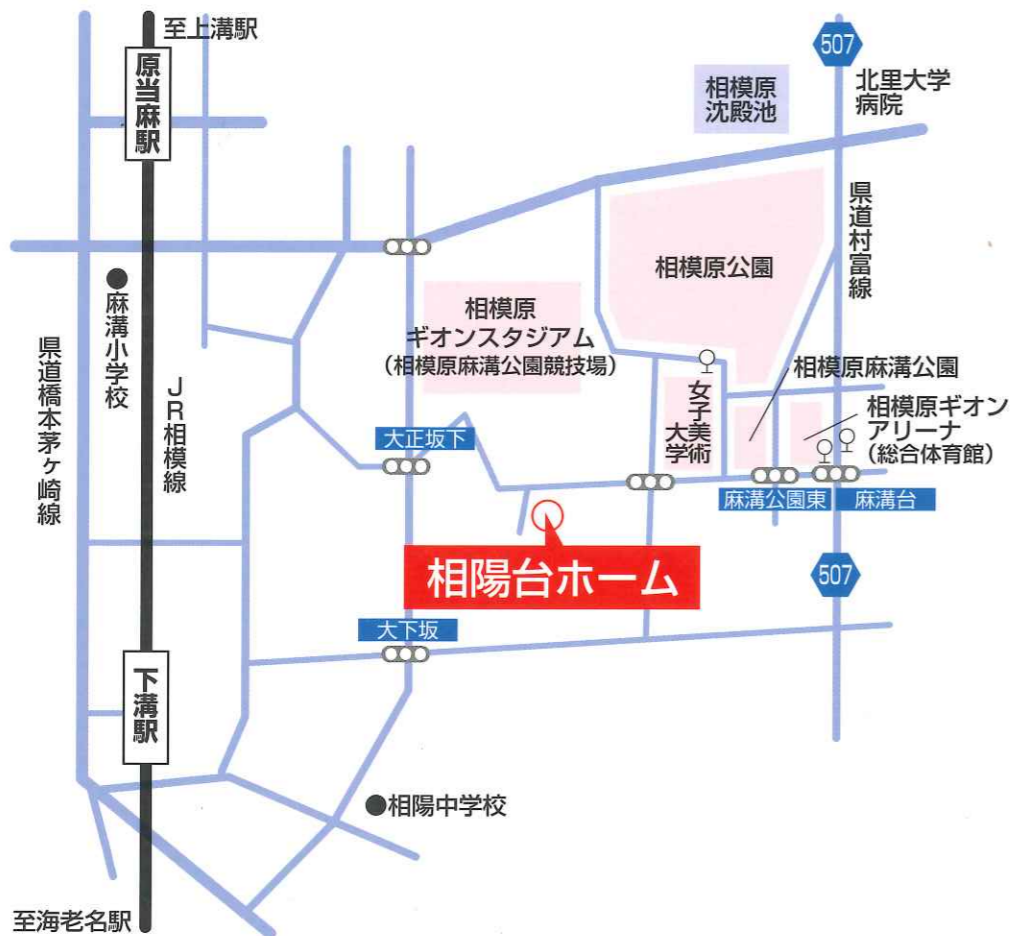 至上溝駅
原当麻駅
507
北里大学
病院
相模原
沈殿池
県道村富線
相模原公園
麻溝小学校
相模原
ギオンスタジアム
(相模原麻溝公園競技場)
県道橋本茅ヶ崎線
JR相模線
相模原麻溝公園
女子美術
大学
相模原ギオン
アリーナ
(総合体育館)
大正坂下
麻溝公園東
麻溝台
相陽台ホーム
507
大下坂
下溝駅
相陽中学校
至海老名駅